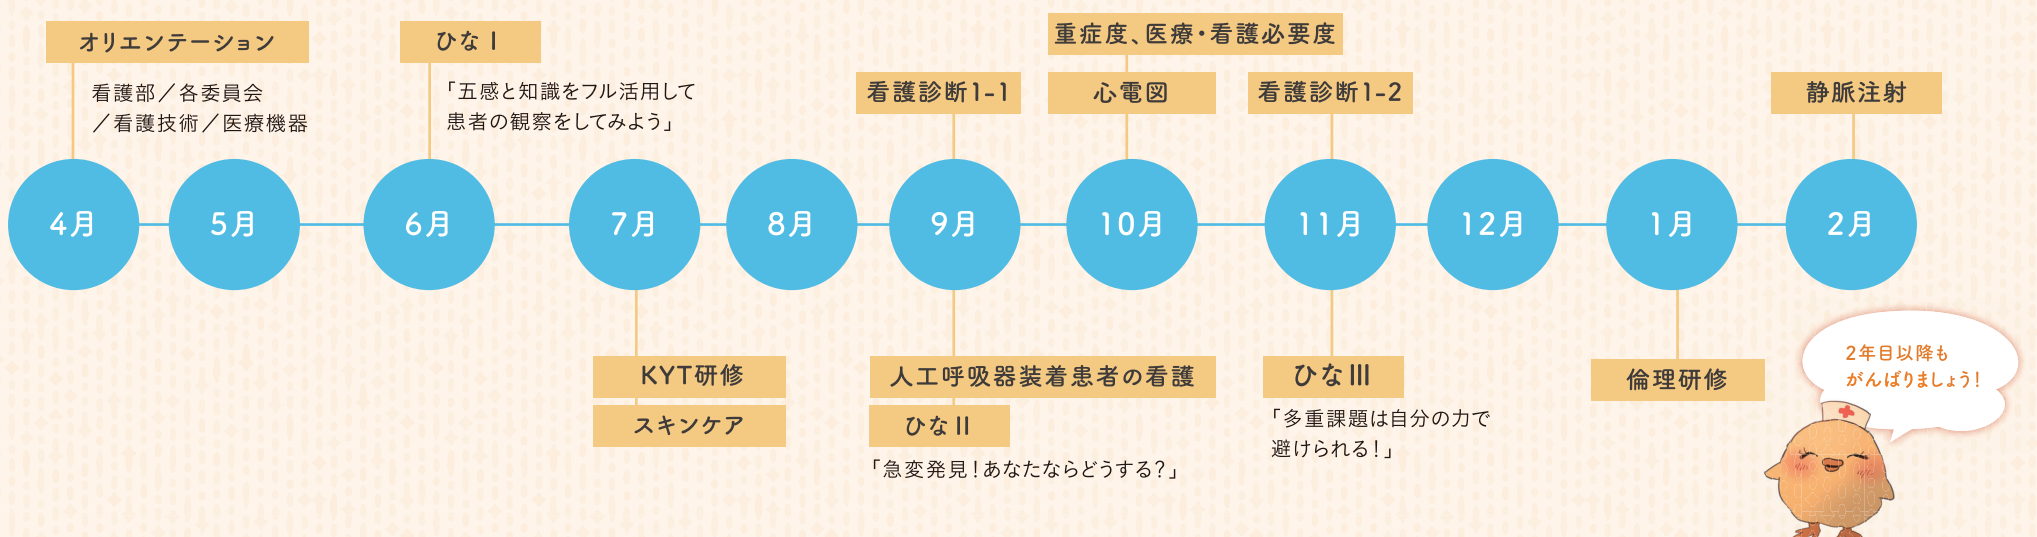 オリエンテーション
看護部／各委員会
／看護技術／医療機器
ひなⅠ
「五感と知識をフル活用して
患者の観察をしてみよう」
看護診断1-1
重症度、医療・看護必要度
心電図
看護診断1-2
静脈注射
4月
5月
6月
7月
8月
9月
10月
11月
12月
1月
2月
KYT研修
スキンケア
人工呼吸器装着患者の看護
ひなⅡ
「急変発見！あなたならどうする？」
ひなⅢ
「多重課題は自分の力で
避けられる！」
倫理研修
2年目以降も
がんばりましょう！